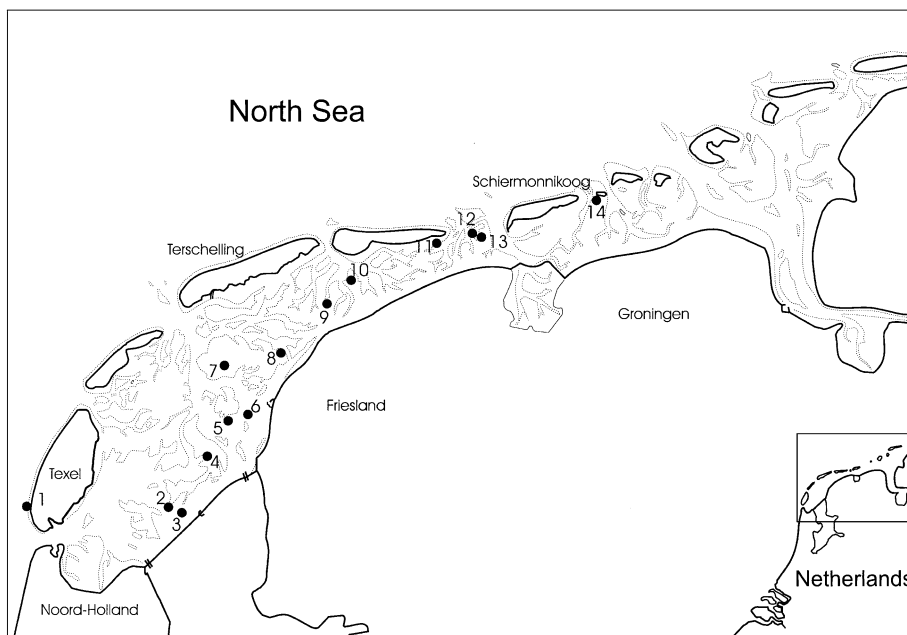 North Sea
Schiermonnikoog
14
12
13
11
Terschelling
10
9
Groningen
8
7
Friesland
6
5
4
Texel
1
2
3
Netherlands
Noord-Holland